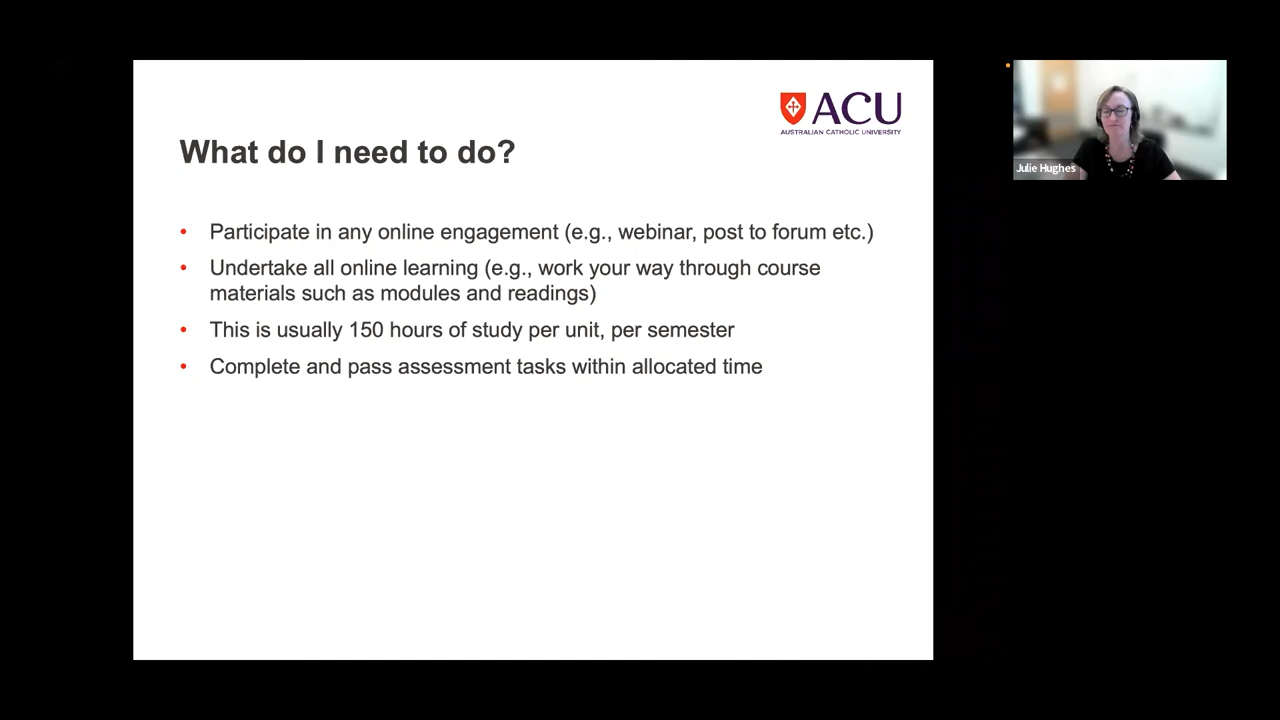 ACU
AUSTRALIAN CATHOLIC UNIVERSITY
What do I need to do?
• Participate in any online engagement (e.g., webinar, post to forum etc.)
• Undertake all online learning (e.g., work your way through course
materials such as modules and readings)
• This is usually 150 hours of study per unit, per semester
• Complete and pass assessment tasks within allocated time
Julie Hughes